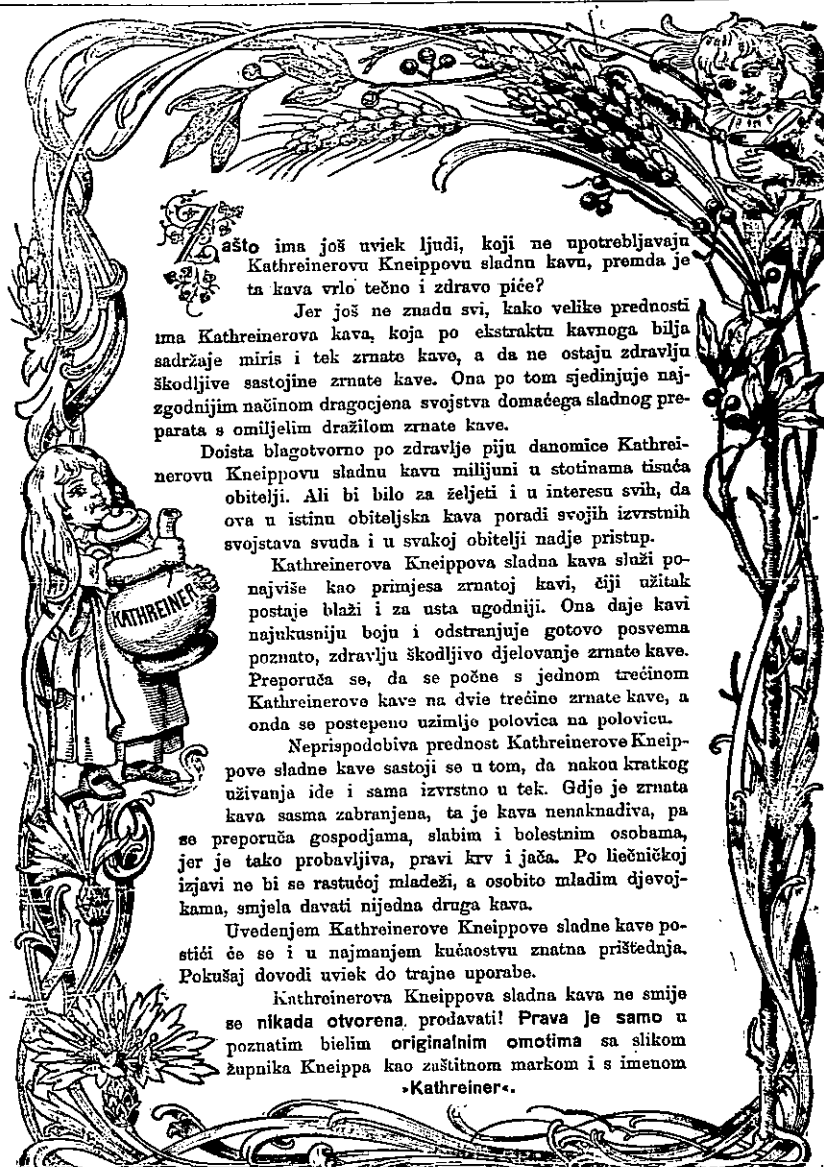 Zašto ima još uviek ljudi, koji ne upotrebljavaju
Kathreinerovu Kneippovu sladnu kavu, premda je
ta kava vrlo tečno i zdravo piće?
Jer još ne znadu svi, kako velike prednosti
ima Kathreinerova kava, koja po ekstraktu kavnoga bilja
sadržaje miris i tek zrnate kave, a da ne ostaju zdravlju
škodljive sastojine zrnate kave. Ona po tom sjedinjuje naj-
zgodnijim načinom dragocjena svojstva domaćega sladnog pre-
parata s omiljelim dražilom zrnate kave.
Doista blagotvorno po zdravlje piju danomice Kathrei-
nerovu Kneippovu sladnu kavu milijuni u stotinama tisuća
obitelji. Ali bi bilo za željeti i u interesu svih, da
ova u istinu obiteljska kava poradi svojih izvrstnih
svojstava svuda i u svakoj obitelji nadje pristup.
Kathreinerova Kneippova sladna kava služi po-
najviše kao primjesa zrnatoj kavi, čiji užitak
postaje blaži i za usta ugodniji. Ona daje kavi
najukusniju boju i odstranjuje gotovo posvema
poznato, zdravlju škodljivo djelovanje zrnate kave.
Preporuča se, da se počne s jednom trećinom
Kathreinerove kave na dvie trećine zrnate kave, a
onda se postepeno uzimlje polovica na polovicu.
Neprispodobiva prednost Kathreinerove Kneip-
pove sladne kave sastoji se u tom, da nakon kratkog
uživanja ide i sama izvrstno u tek. Gdje je zrnata
kava sasma zabranjena, ta je kava nenaknadiva, pa
se preporuča gospodjama, slabim i bolestnim osobama,
jer je tako probavljiva, pravi krv i jača. Po liečničkoj
izjavi ne bi se rastućoj mladeži, a osobito mladim djevoj-
kama, smjela davati nijedna druga kava.
Uvedenjem Kathreinerove Kneippove sladne kave po-
stići će se i u najmanjem kućanstvu znatna prištednja.
Pokušaj dovodi uviek do trajne uporabe.
Kathreinerova Kneippova sladna kava ne smije
se nikada otvorena prodavati! Prava je samo u
poznatim bielim originalnim omotima sa slikom
župnika Kneippa kao zaštitnom markom i s imenom
»Kathreiner«.
KATHREINER